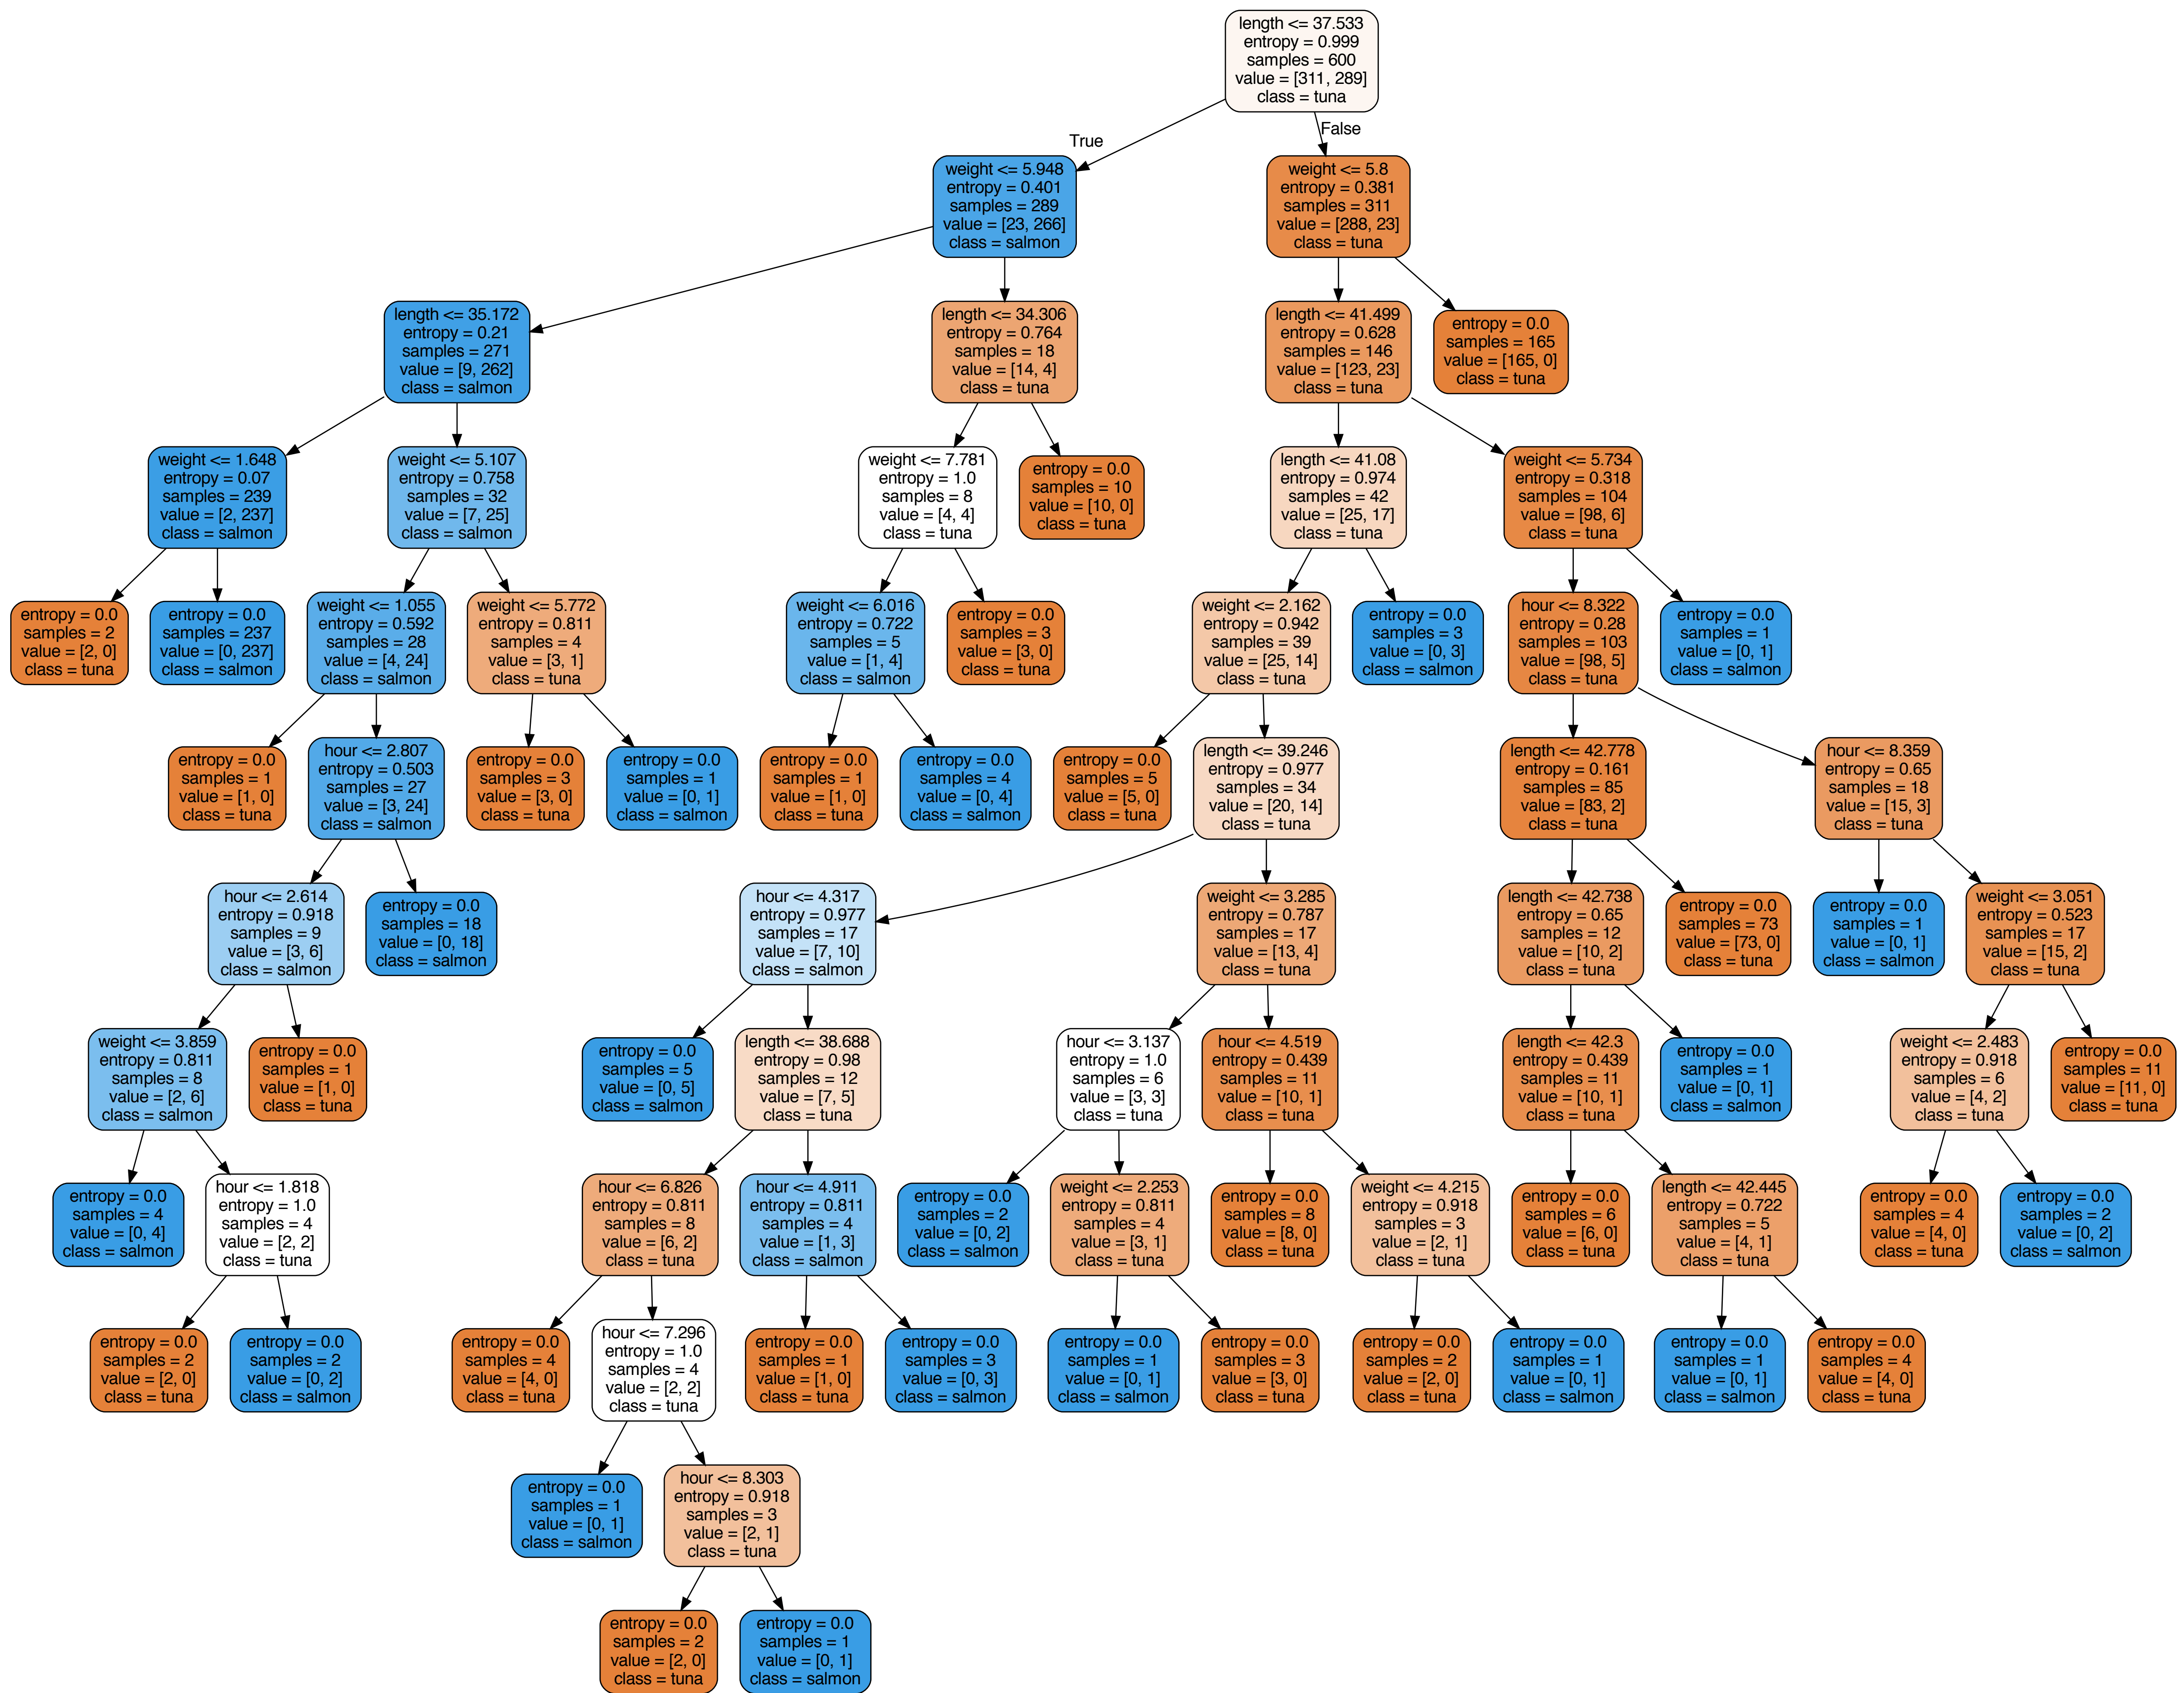 length <= 37.533
entropy = 0.999
samples = 600
value = [311, 289]
class = tuna
True
False
weight <= 5.948
entropy = 0.401
samples = 289
value = [23, 266]
class = salmon
weight <= 5.8
entropy = 0.381
samples = 311
value = [288, 23]
class = tuna
length <= 35.172
entropy = 0.21
samples = 271
value = [9, 262]
class = salmon
length <= 34.306
entropy = 0.764
samples = 18
value = [14, 4]
class = tuna
length <= 41.499
entropy = 0.628
samples = 146
value = [123, 23]
class = tuna
entropy = 0.0
samples = 165
value = [165, 0]
class = tuna
weight <= 1.648
entropy = 0.07
samples = 239
value = [2, 237]
class = salmon
weight <= 5.107
entropy = 0.758
samples = 32
value = [7, 25]
class = salmon
weight <= 7.781
entropy = 1.0
samples = 8
value = [4, 4]
class = tuna
entropy = 0.0
samples = 10
value = [10, 0]
class = tuna
length <= 41.08
entropy = 0.974
samples = 42
value = [25, 17]
class = tuna
weight <= 5.734
entropy = 0.318
samples = 104
value = [98, 6]
class = tuna
entropy = 0.0
samples = 2
value = [2, 0]
class = tuna
entropy = 0.0
samples = 237
value = [0, 237]
class = salmon
weight <= 1.055
entropy = 0.592
samples = 28
value = [4, 24]
class = salmon
weight <= 5.772
entropy = 0.811
samples = 4
value = [3, 1]
class = tuna
weight <= 6.016
entropy = 0.722
samples = 5
value = [1, 4]
class = salmon
entropy = 0.0
samples = 3
value = [3, 0]
class = tuna
weight <= 2.162
entropy = 0.942
samples = 39
value = [25, 14]
class = tuna
entropy = 0.0
samples = 3
value = [0, 3]
class = salmon
hour <= 8.322
entropy = 0.28
samples = 103
value = [98, 5]
class = tuna
entropy = 0.0
samples = 1
value = [0, 1]
class = salmon
entropy = 0.0
samples = 1
value = [1, 0]
class = tuna
hour <= 2.807
entropy = 0.503
samples = 27
value = [3, 24]
class = salmon
entropy = 0.0
samples = 3
value = [3, 0]
class = tuna
entropy = 0.0
samples = 1
value = [0, 1]
class = salmon
entropy = 0.0
samples = 1
value = [1, 0]
class = tuna
entropy = 0.0
samples = 4
value = [0, 4]
class = salmon
entropy = 0.0
samples = 5
value = [5, 0]
class = tuna
length <= 39.246
entropy = 0.977
samples = 34
value = [20, 14]
class = tuna
length <= 42.778
entropy = 0.161
samples = 85
value = [83, 2]
class = tuna
hour <= 8.359
entropy = 0.65
samples = 18
value = [15, 3]
class = tuna
hour <= 2.614
entropy = 0.918
samples = 9
value = [3, 6]
class = salmon
entropy = 0.0
samples = 18
value = [0, 18]
class = salmon
hour <= 4.317
entropy = 0.977
samples = 17
value = [7, 10]
class = salmon
weight <= 3.285
entropy = 0.787
samples = 17
value = [13, 4]
class = tuna
length <= 42.738
entropy = 0.65
samples = 12
value = [10, 2]
class = tuna
entropy = 0.0
samples = 73
value = [73, 0]
class = tuna
entropy = 0.0
samples = 1
value = [0, 1]
class = salmon
weight <= 3.051
entropy = 0.523
samples = 17
value = [15, 2]
class = tuna
weight <= 3.859
entropy = 0.811
samples = 8
value = [2, 6]
class = salmon
entropy = 0.0
samples = 1
value = [1, 0]
class = tuna
entropy = 0.0
samples = 5
value = [0, 5]
class = salmon
length <= 38.688
entropy = 0.98
samples = 12
value = [7, 5]
class = tuna
hour <= 3.137
entropy = 1.0
samples = 6
value = [3, 3]
class = tuna
hour <= 4.519
entropy = 0.439
samples = 11
value = [10, 1]
class = tuna
length <= 42.3
entropy = 0.439
samples = 11
value = [10, 1]
class = tuna
entropy = 0.0
samples = 1
value = [0, 1]
class = salmon
weight <= 2.483
entropy = 0.918
samples = 6
value = [4, 2]
class = tuna
entropy = 0.0
samples = 11
value = [11, 0]
class = tuna
entropy = 0.0
samples = 4
value = [0, 4]
class = salmon
hour <= 1.818
entropy = 1.0
samples = 4
value = [2, 2]
class = tuna
hour <= 6.826
entropy = 0.811
samples = 8
value = [6, 2]
class = tuna
hour <= 4.911
entropy = 0.811
samples = 4
value = [1, 3]
class = salmon
entropy = 0.0
samples = 2
value = [0, 2]
class = salmon
weight <= 2.253
entropy = 0.811
samples = 4
value = [3, 1]
class = tuna
entropy = 0.0
samples = 8
value = [8, 0]
class = tuna
weight <= 4.215
entropy = 0.918
samples = 3
value = [2, 1]
class = tuna
entropy = 0.0
samples = 6
value = [6, 0]
class = tuna
length <= 42.445
entropy = 0.722
samples = 5
value = [4, 1]
class = tuna
entropy = 0.0
samples = 4
value = [4, 0]
class = tuna
entropy = 0.0
samples = 2
value = [0, 2]
class = salmon
entropy = 0.0
samples = 2
value = [2, 0]
class = tuna
entropy = 0.0
samples = 2
value = [0, 2]
class = salmon
entropy = 0.0
samples = 4
value = [4, 0]
class = tuna
hour <= 7.296
entropy = 1.0
samples = 4
value = [2, 2]
class = tuna
entropy = 0.0
samples = 1
value = [1, 0]
class = tuna
entropy = 0.0
samples = 3
value = [0, 3]
class = salmon
entropy = 0.0
samples = 1
value = [0, 1]
class = salmon
entropy = 0.0
samples = 3
value = [3, 0]
class = tuna
entropy = 0.0
samples = 2
value = [2, 0]
class = tuna
entropy = 0.0
samples = 1
value = [0, 1]
class = salmon
entropy = 0.0
samples = 1
value = [0, 1]
class = salmon
entropy = 0.0
samples = 4
value = [4, 0]
class = tuna
entropy = 0.0
samples = 1
value = [0, 1]
class = salmon
hour <= 8.303
entropy = 0.918
samples = 3
value = [2, 1]
class = tuna
entropy = 0.0
samples = 2
value = [2, 0]
class = tuna
entropy = 0.0
samples = 1
value = [0, 1]
class = salmon